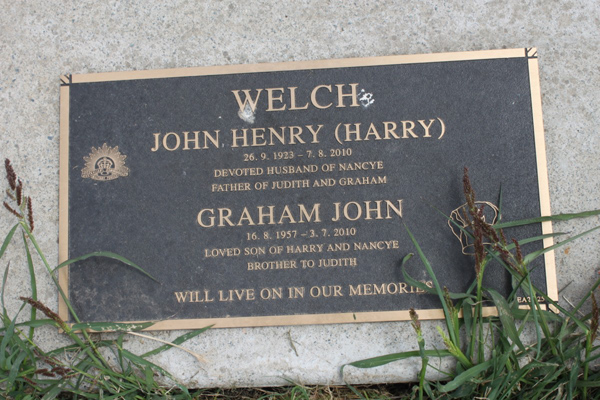 WELCH
JOHN HENRY (HARRY)
26. 9. 1923 – 7. 8. 2010
DEVOTED HUSBAND OF NANCYE
FATHER OF JUDITH AND GRAHAM
GRAHAM JOHN
16. 8. 1957 – 3. 7. 2010
LOVED SON OF HARRY AND NANCYE
BROTHER TO JUDITH
WILL LIVE ON IN OUR MEMORIES